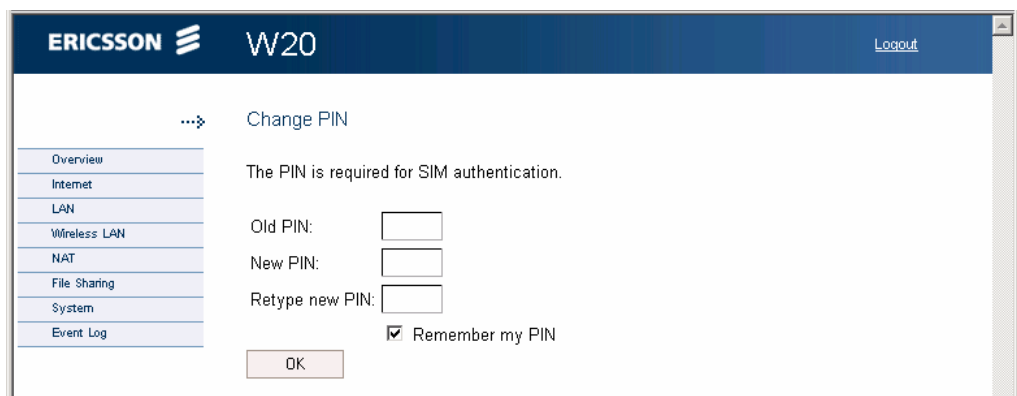 ERICSSON W20 Logout
Change PIN
Overview
Internet
LAN
Wireless LAN
NAT
File Sharing
System
Event Log
The PIN is required for SIM authentication.
Old PIN:
New PIN:
Retype new PIN:
Remember my PIN
OK